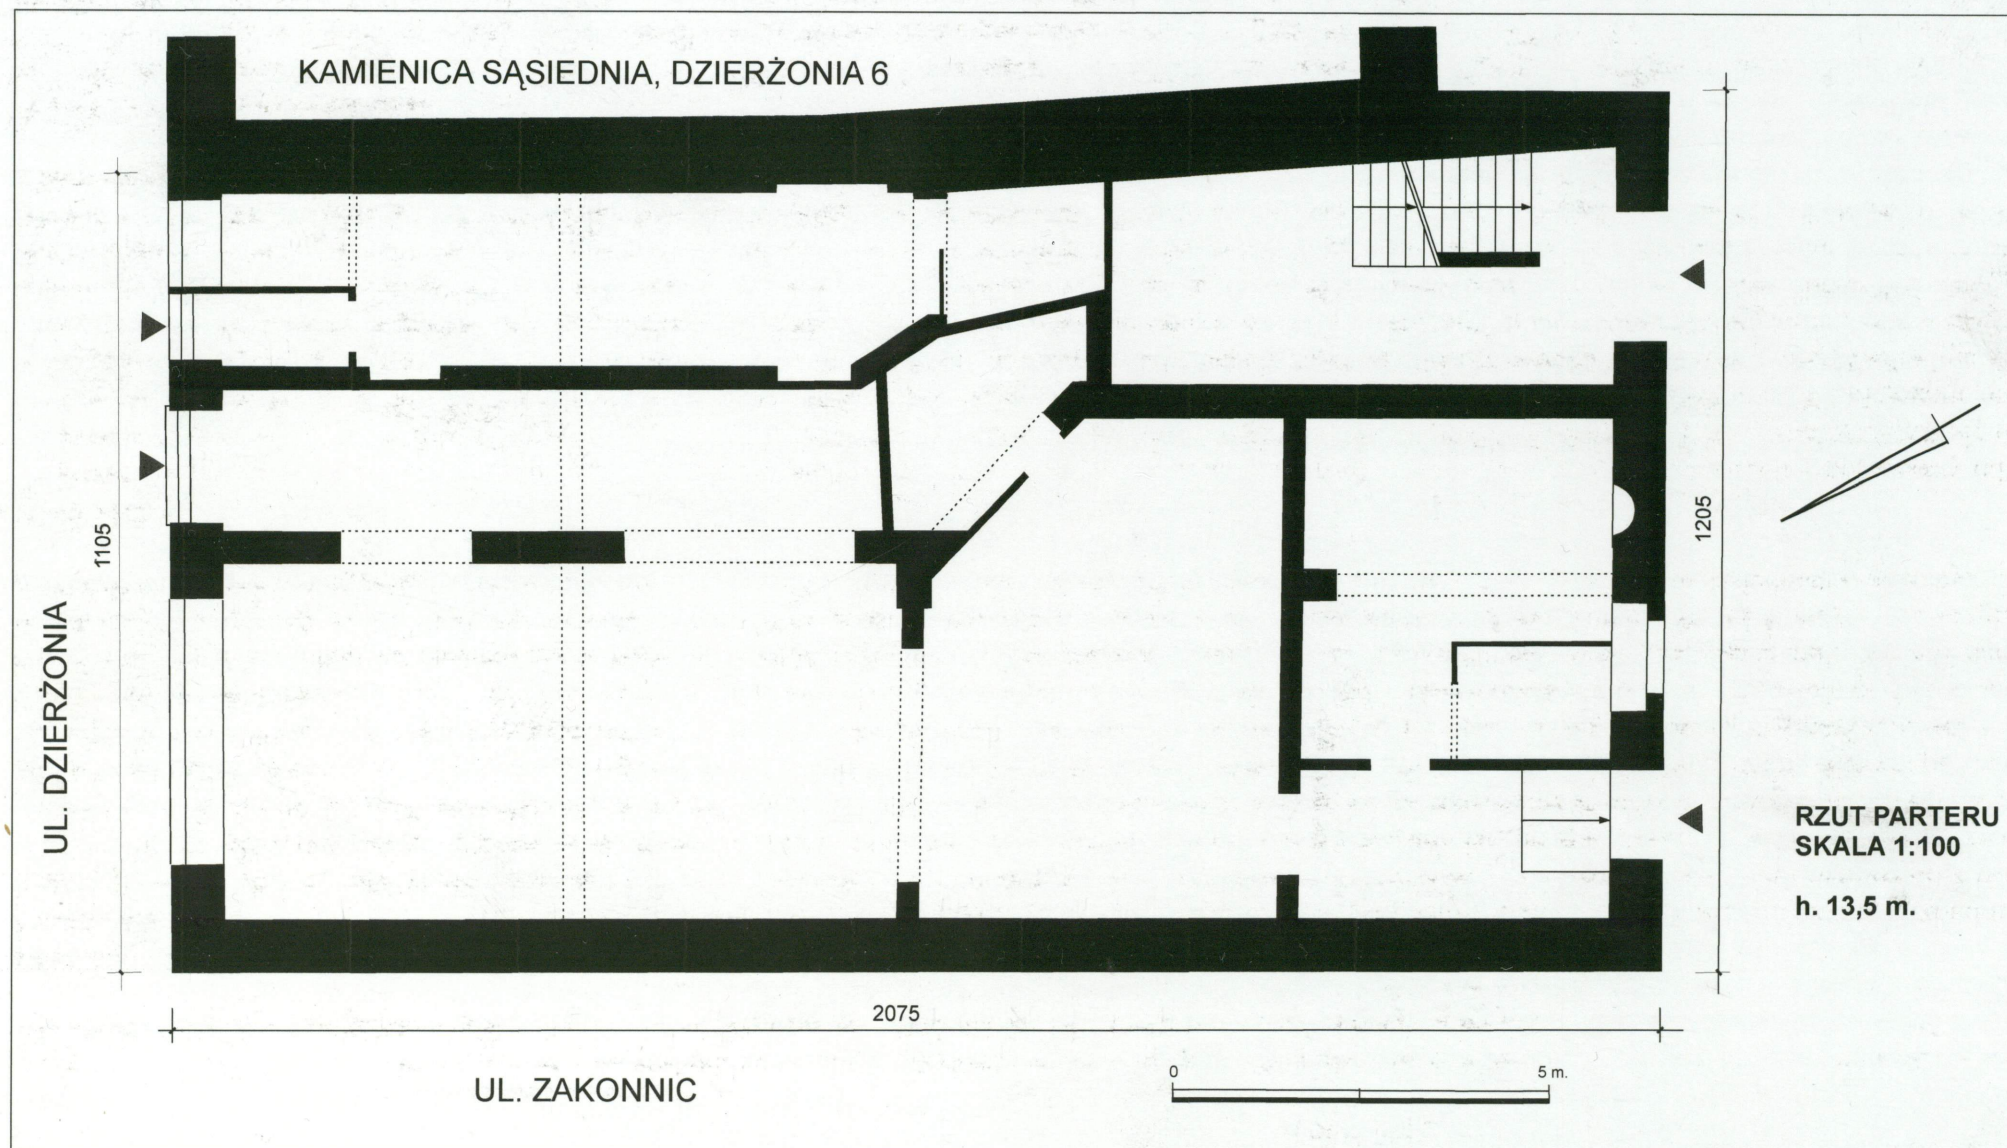 KAMIENICA SĄSIEDNIA, DZIERŻONIA 6
1105
UL. DZIERŻONIA
1205
RZUT PARTERU
SKALA 1:100
h. 13,5 m.
2075
UL. ZAKONNIC
0
5 m.